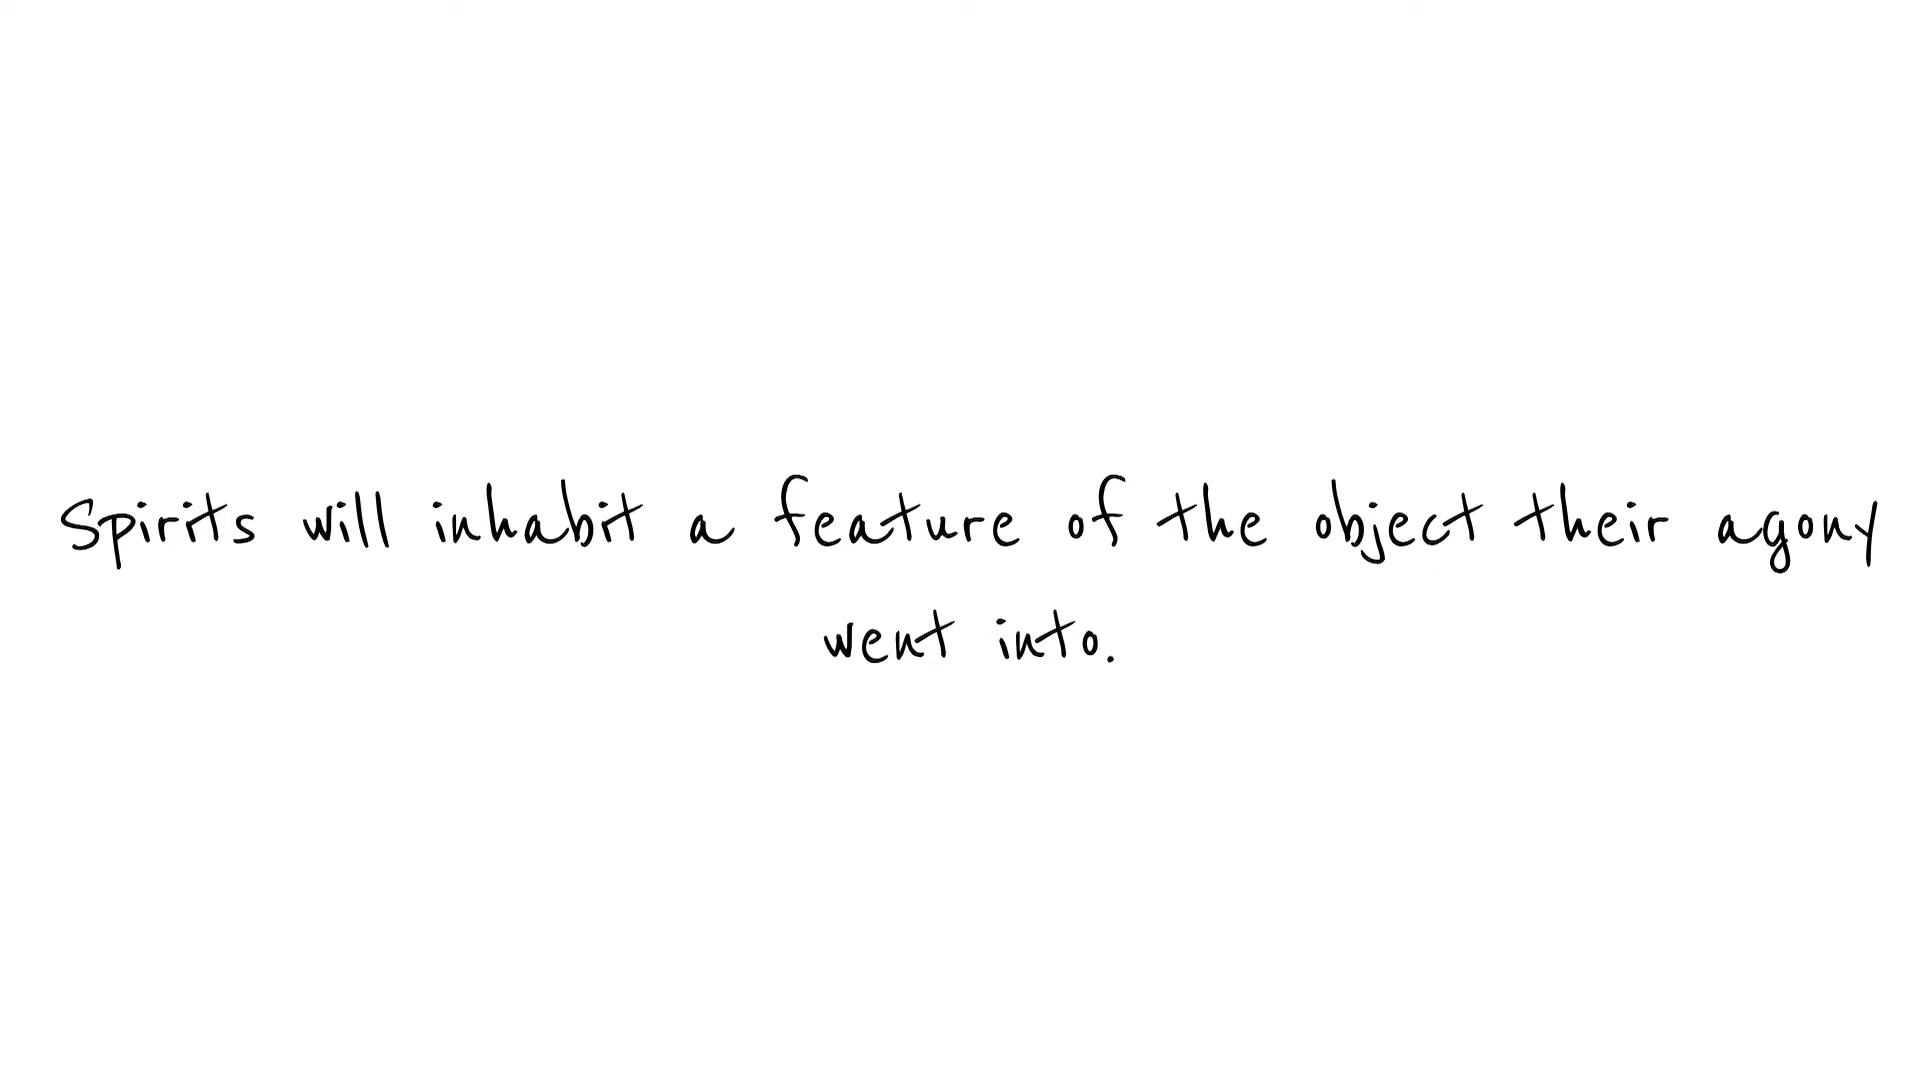 Spirits will inhabit a feature of the object their agony
went into.